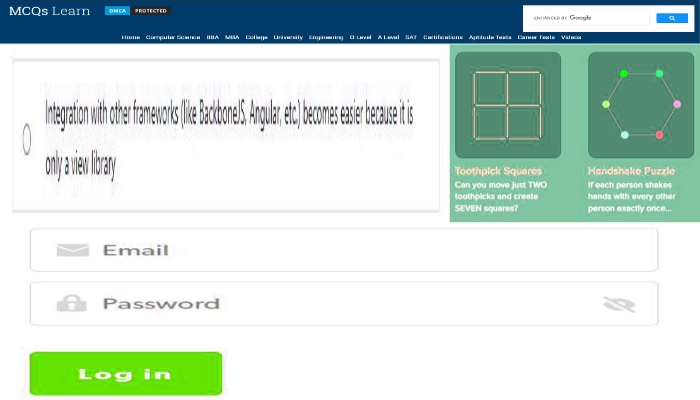 MCQs Learn
DMCA PROTECTED
ENHANCED BY Google
Home Computer Science BBA MBA College University Engineering O Level A Level SAT Certifications Aptitude Tests Career Tests Videos
Integration with other frameworks (like BackboneJS, Angular, etc.) becomes easier because it is
only a view library
Toothpick Squares
Can you move just TWO
toothpicks and create
SEVEN squares?
Handshake Puzzle
If each person shakes
hands with every other
person exactly once...
Email
Password
Log in